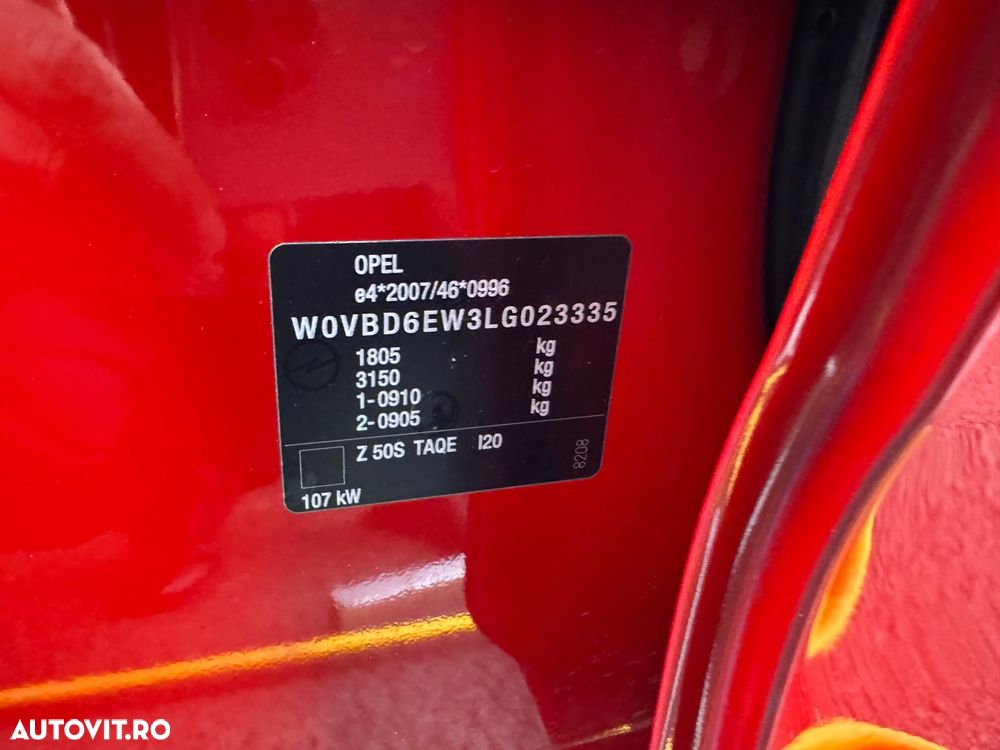 OPEL
e4*2007/46*0996
W0VBD6EW3LG023335
1805 kg
3150 kg
1-0910 kg
2-0905 kg
Z 50S TAQE I20
8208
107 kW
AUTOVIT.RO